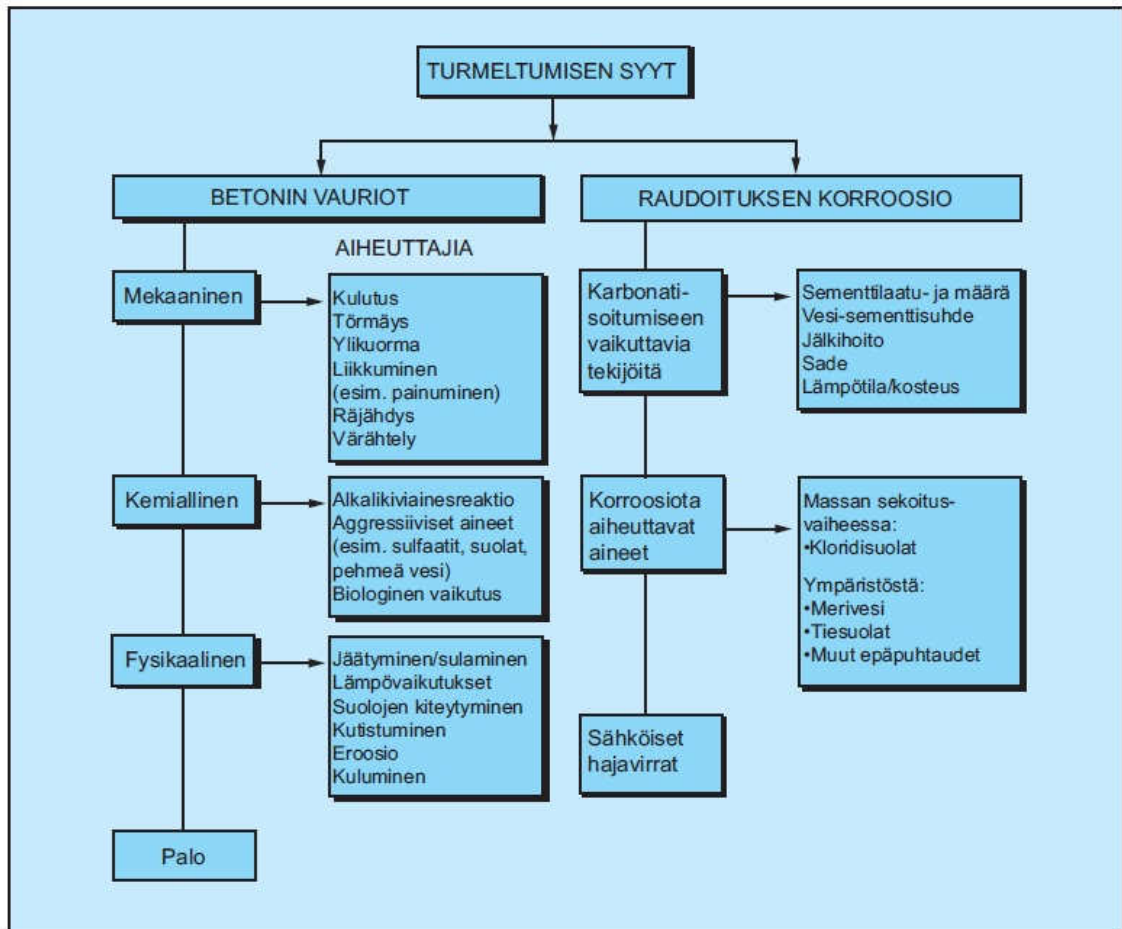 TURMELTUMISEN SYYT
BETONIN VAURIOT
AIHEUTTAJIA
Mekaaninen
Kulutus
Törmäys
Ylikuorma
Liikkuminen
(esim. painuminen)
Räjähdys
Värähtely
Kemiallinen
Alkalikiviainesreaktio
Aggressiiviset aineet
(esim. sulfaatit, suolat,
pehmeä vesi)
Biologinen vaikutus
Fysikaalinen
Jäätyminen/sulaminen
Lämpövaikutukset
Suolojen kiteytyminen
Kutistuminen
Eroosio
Kuluminen
Palo
RAUDOITUKSEN KORROOSIO
Karbonati-
soitumiseen
vaikuttavia
tekijöitä
Sementtilaatu- ja määrä
Vesi-sementtisuhde
Jälkihoito
Sade
Lämpötila/kosteus
Korroosiota
aiheuttavat
aineet
Massan sekoitus-
vaiheessa:
•Kloridisuolat
Ympäristöstä:
•Merivesi
•Tiesuolat
•Muut epäpuhtaudet
Sähköiset
hajavirrat